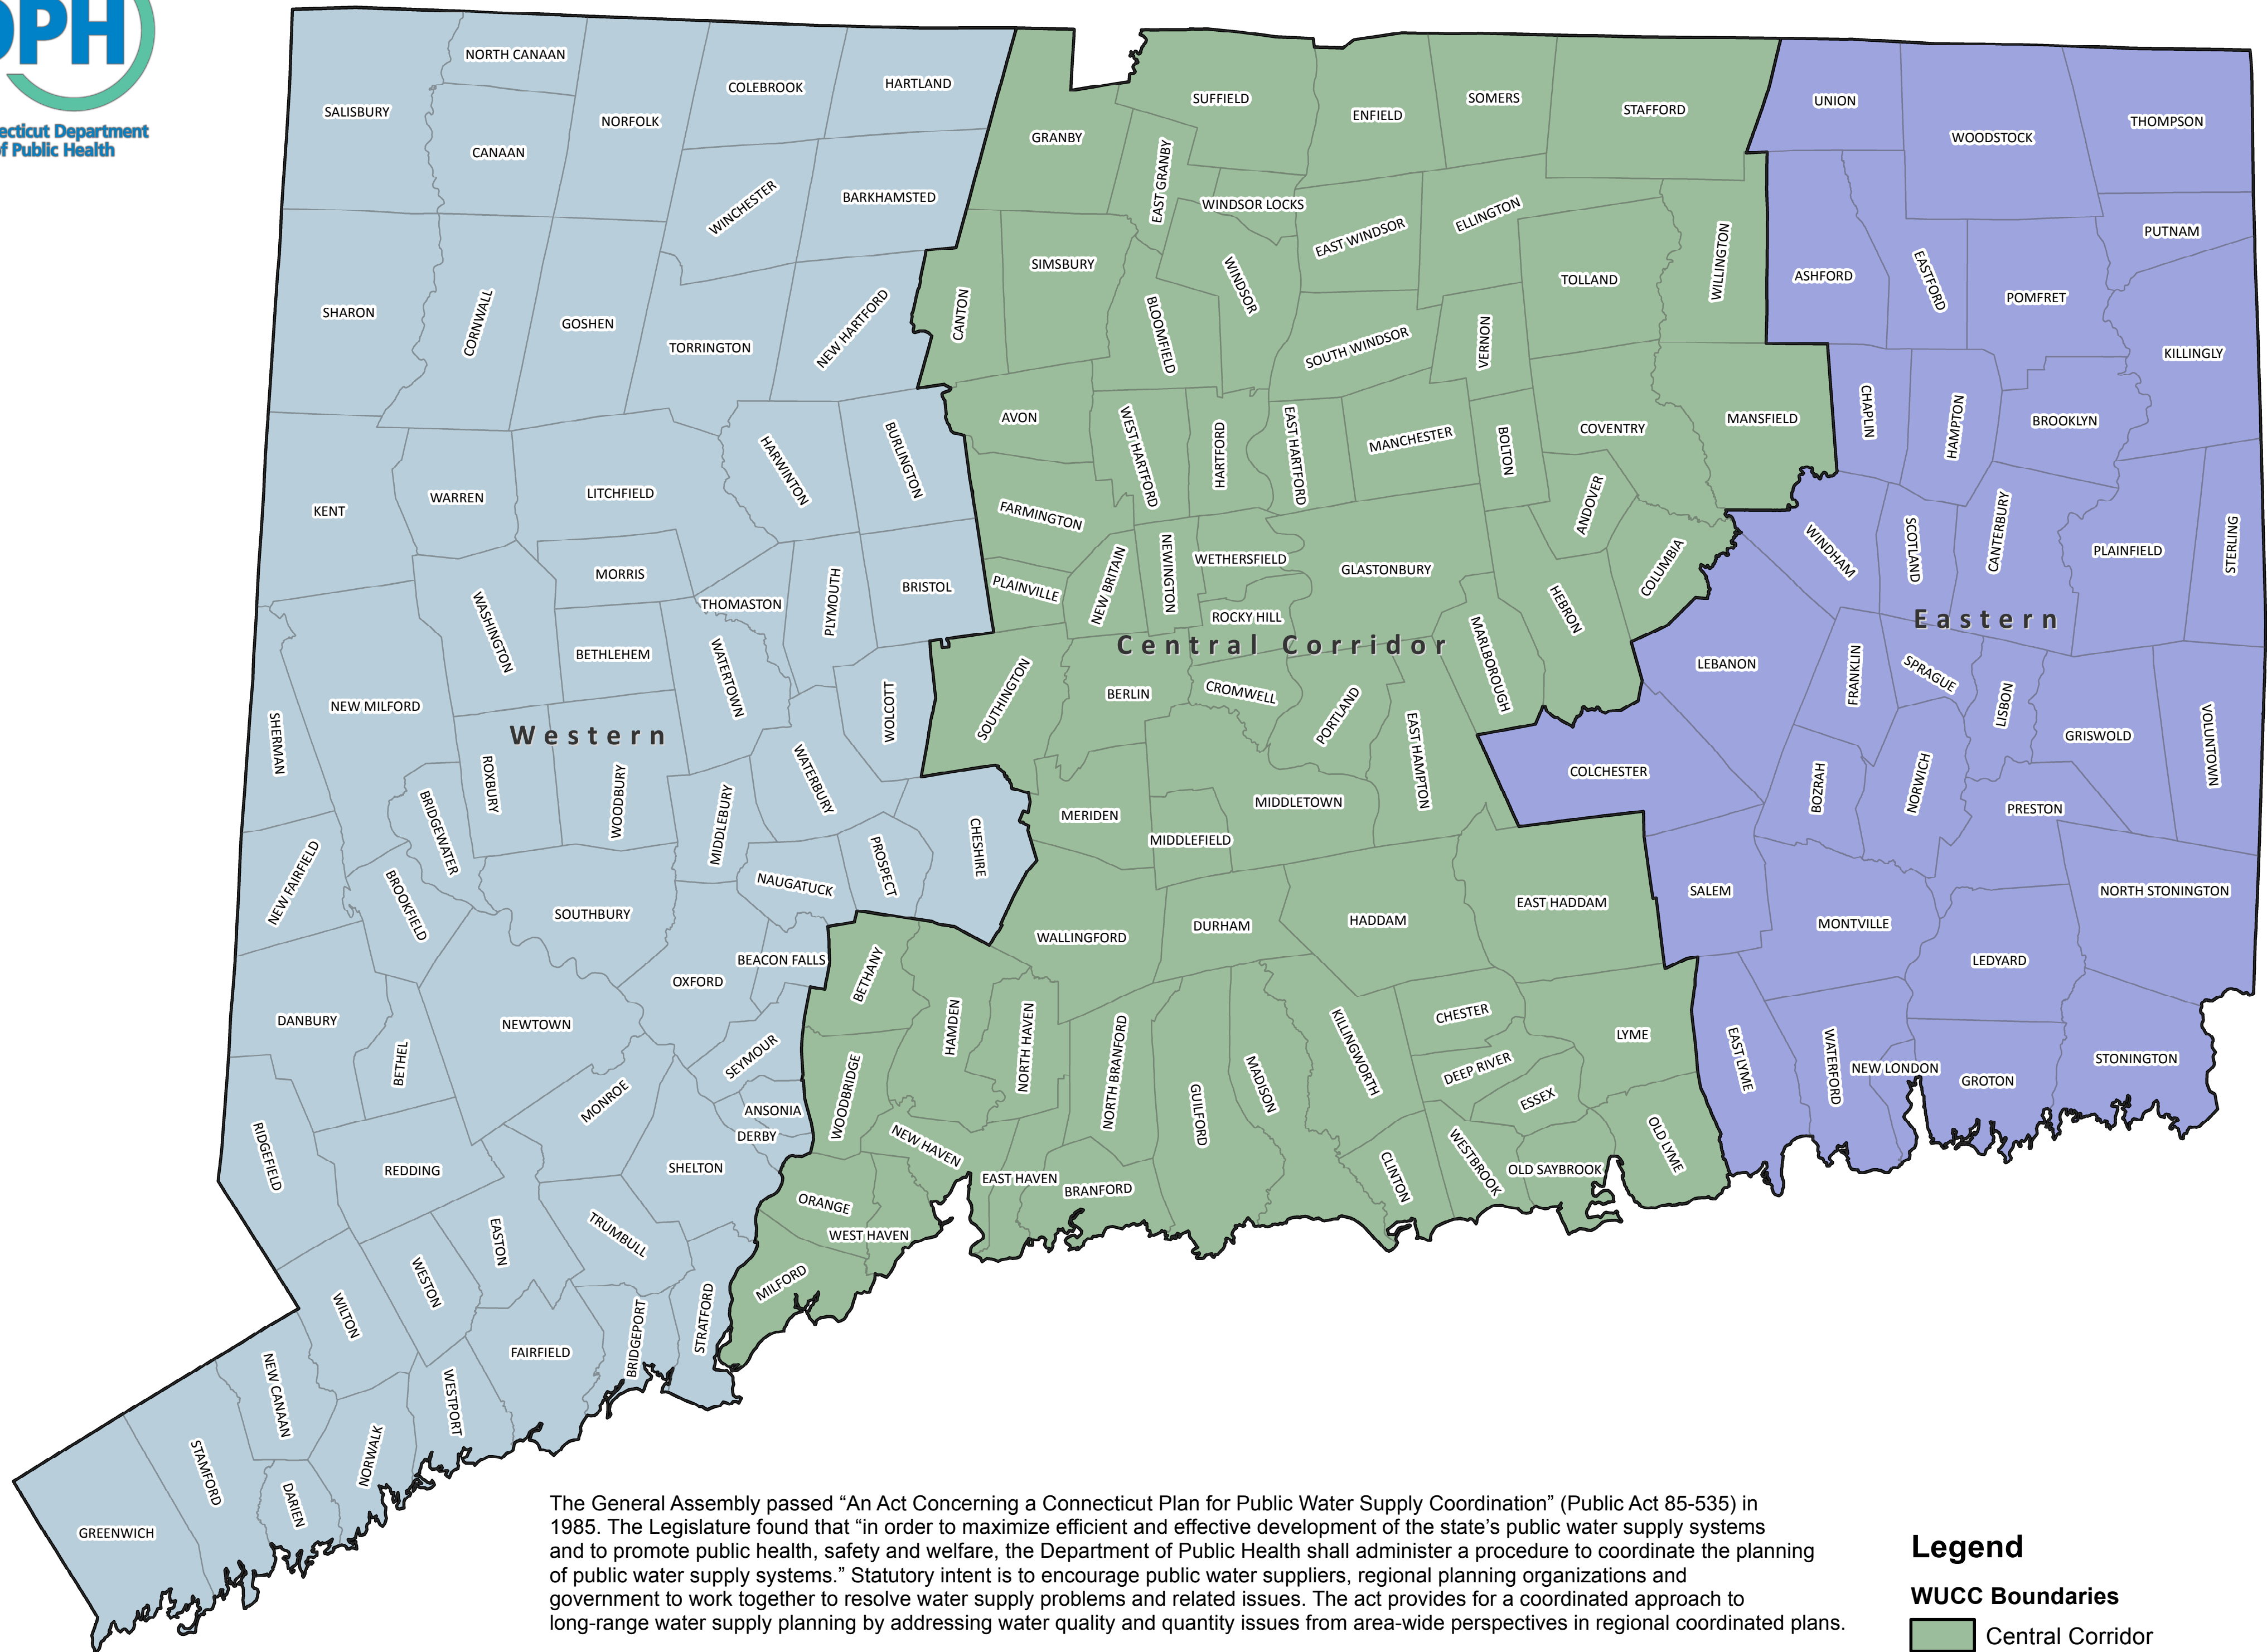 DPH
ecticut Department
of Public Health
NORTH CANAAN
SALISBURY
CANAAN
NORFOLK
COLEBROOK
HARTLAND
WINCHESTER
BARKHAMSTED
SHARON
CORNWALL
GOSHEN
TORRINGTON
NEW HARTFORD
KENT
WARREN
LITCHFIELD
HARWINTON
BURLINGTON
MORRIS
WASHINGTON
BETHLEHEM
THOMASTON
PLYMOUTH
BRISTOL
WATERTOWN
WOLCOTT
NEW MILFORD
SHERMAN
Western
ROXBURY
WOODBURY
BRIDGEWATER
MIDDLEBURY
WATERBURY
CHESHIRE
PROSPECT
NAUGATUCK
NEW FAIRFIELD
BROOKFIELD
SOUTHBURY
BEACON FALLS
OXFORD
DANBURY
BETHEL
NEWTOWN
SEYMOUR
MONROE
ANSONIA
DERBY
SHELTON
RIDGEFIELD
REDDING
EASTON
TRUMBULL
WESTON
WILTON
FAIRFIELD
BRIDGEPORT
STRATFORD
NEW CANAAN
WESTPORT
NORWALK
STAMFORD
DARIEN
GREENWICH
GRANBY
SUFFIELD
ENFIELD
SOMERS
STAFFORD
EAST GRANBY
WINDSOR LOCKS
EAST WINDSOR
ELLINGTON
WILLINGTON
SIMSBURY
CANTON
WINDSOR
TOLLAND
BLOOMFIELD
SOUTH WINDSOR
VERNON
AVON
WEST HARTFORD
HARTFORD
EAST HARTFORD
MANCHESTER
BOLTON
COVENTRY
MANSFIELD
FARMINGTON
ANDOVER
NEWINGTON
WETHERSFIELD
GLASTONBURY
COLUMBIA
PLAINVILLE
NEW BRITAIN
ROCKY HILL
HEBRON
Central Corridor
MARLBOROUGH
SOUTHINGTON
BERLIN
CROMWELL
PORTLAND
EAST HAMPTON
MERIDEN
MIDDLETOWN
MIDDLEFIELD
WALLINGFORD
DURHAM
HADDAM
EAST HADDAM
BETHANY
HAMDEN
NORTH HAVEN
NORTH BRANFORD
GUILFORD
MADISON
KILLINGWORTH
CHESTER
DEEP RIVER
ESSEX
LYME
WOODBRIDGE
NEW HAVEN
EAST HAVEN
BRANFORD
CLINTON
WESTBROOK
OLD SAYBROOK
OLD LYME
ORANGE
WEST HAVEN
MILFORD
UNION
WOODSTOCK
THOMPSON
PUTNAM
ASHFORD
EASTFORD
POMFRET
KILLINGLY
CHAPLIN
HAMPTON
BROOKLYN
WINDHAM
SCOTLAND
CANTERBURY
PLAINFIELD
STERLING
Eastern
LEBANON
FRANKLIN
SPRAGUE
LISBON
GRISWOLD
VOLUNTOWN
COLCHESTER
BOZRAH
NORWICH
PRESTON
SALEM
MONTVILLE
NORTH STONINGTON
LEDYARD
EAST LYME
WATERFORD
NEW LONDON
GROTON
STONINGTON
The General Assembly passed “An Act Concerning a Connecticut Plan for Public Water Supply Coordination” (Public Act 85-535) in
1985. The Legislature found that “in order to maximize efficient and effective development of the state’s public water supply systems
and to promote public health, safety and welfare, the Department of Public Health shall administer a procedure to coordinate the planning
of public water supply systems.” Statutory intent is to encourage public water suppliers, regional planning organizations and
government to work together to resolve water supply problems and related issues. The act provides for a coordinated approach to
long-range water supply planning by addressing water quality and quantity issues from area-wide perspectives in regional coordinated plans.
Legend
WUCC Boundaries
Central Corridor